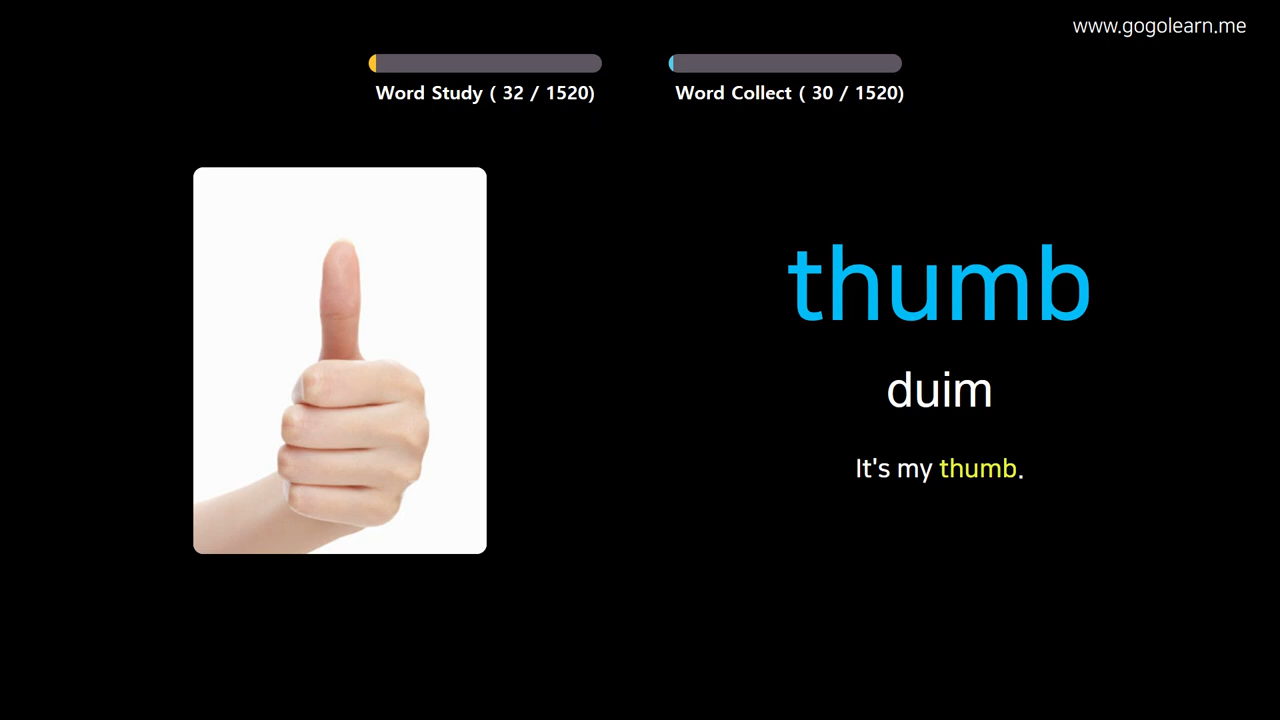 www.gogolearn.me
Word Study ( 32 / 1520)
Word Collect ( 30 / 1520)
thumb
duim
It's my thumb.